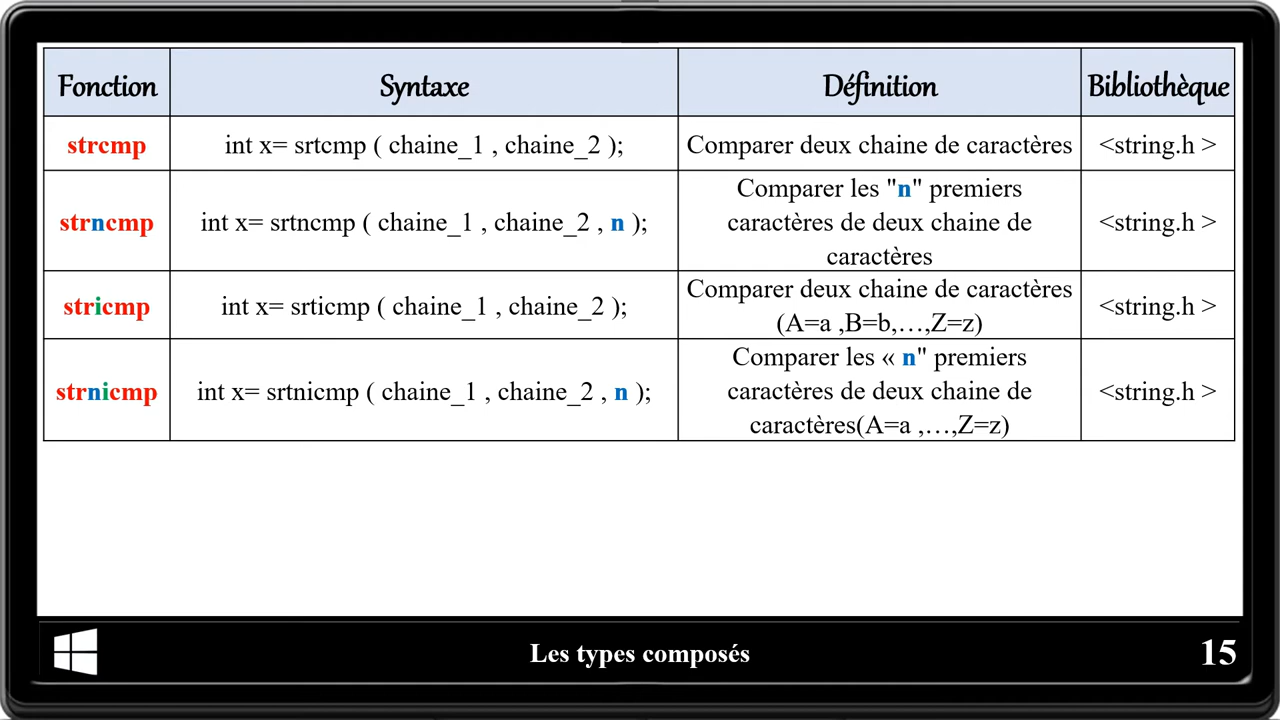 Fonction Syntaxe Définition Bibliothèque
strcmp int x= srtcmp ( chaine_1 , chaine_2 ); Comparer deux chaine de caractères <string.h >
strncmp int x= srtncmp ( chaine_1 , chaine_2 , n ); Comparer les "n" premiers
caractères de deux chaine de
caractères <string.h >
stricmp int x= srticmp ( chaine_1 , chaine_2 ); Comparer deux chaine de caractères
(A=a ,B=b,…,Z=z) <string.h >
strnicmp int x= srtnicmp ( chaine_1 , chaine_2 , n ); Comparer les « n" premiers
caractères de deux chaine de
caractères(A=a ,…,Z=z) <string.h >
Les types composés
15